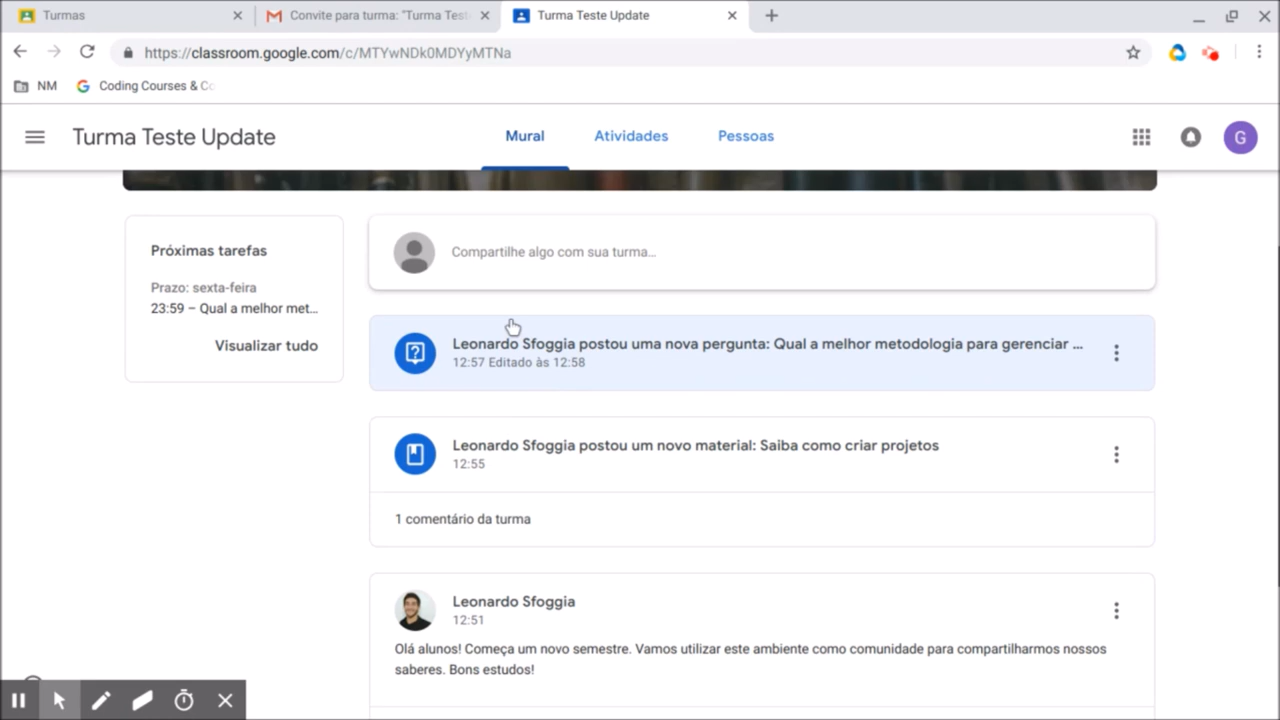 Turmas
Convite para turma: "Turma Test
Turma Teste Update
https://classroom.google.com/c/MTYwNDk0MDYyMTNa
NM
Coding Courses & Co
Turma Teste Update
Mural
Atividades
Pessoas
G
Próximas tarefas
Prazo: sexta-feira
23:59 – Qual a melhor met...
Visualizar tudo
Compartilhe algo com sua turma...
Leonardo Sfoggia postou uma nova pergunta: Qual a melhor metodologia para gerenciar ...
12:57 Editado às 12:58
Leonardo Sfoggia postou um novo material: Saiba como criar projetos
12:55
1 comentário da turma
Leonardo Sfoggia
12:51
Olá alunos! Começa um novo semestre. Vamos utilizar este ambiente como comunidade para compartilharmos nossos
saberes. Bons estudos!